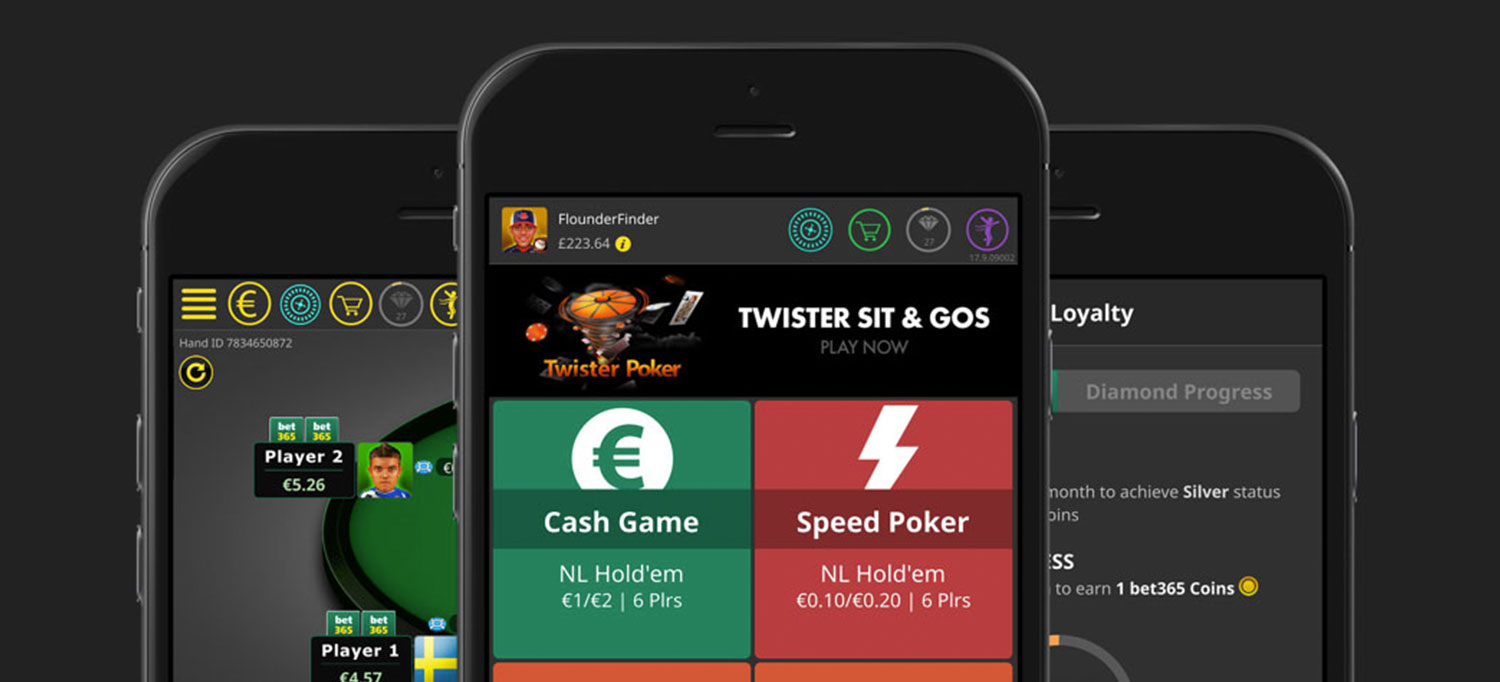 FlounderFinder
£223.64 i
27
17.9.09002
Twister Poker
TWISTER SIT & GOS
PLAY NOW
€
Cash Game
NL Hold'em
€1/€2 | 6 Plrs
Speed Poker
NL Hold'em
€0.10/€0.20 | 6 Plrs
€
27
Hand ID 7834650872
bet
365
bet
365
Player 2
€5.26
€
bet
365
bet
365
Player 1
€4.57
Loyalty
Diamond Progress
month to achieve Silver status
oins
ESS
to earn 1 bet365 Coins